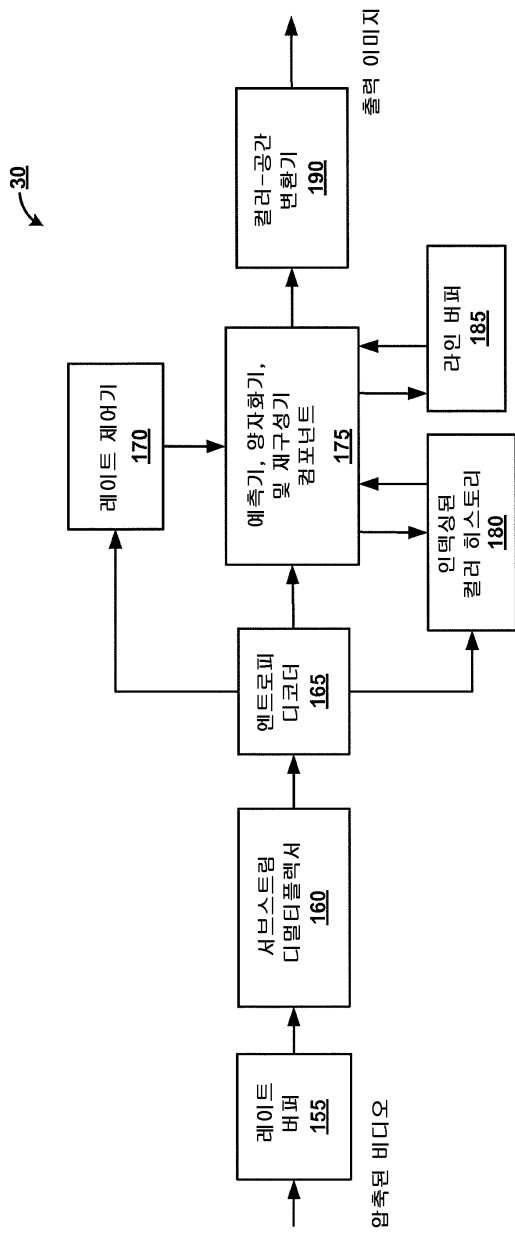 30
압축된 비디오
레이트
버퍼
155
서브스트림
디멀티플렉서
160
엔트로피
디코더
165
레이트 제어기
170
예측기, 양자화기,
및 재구성기
컴포넌트
175
인덱싱된
컬러 히스토리
180
라인 버퍼
185
컬러-공간
변환기
190
출력 이미지